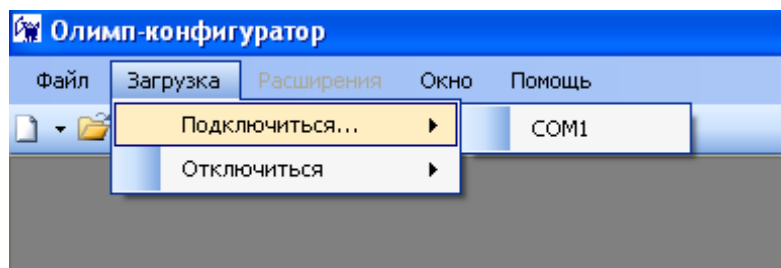 Олимп-конфигуратор
Файл Загрузка Расширения Окно Помощь
Подключиться... COM1
Отключиться